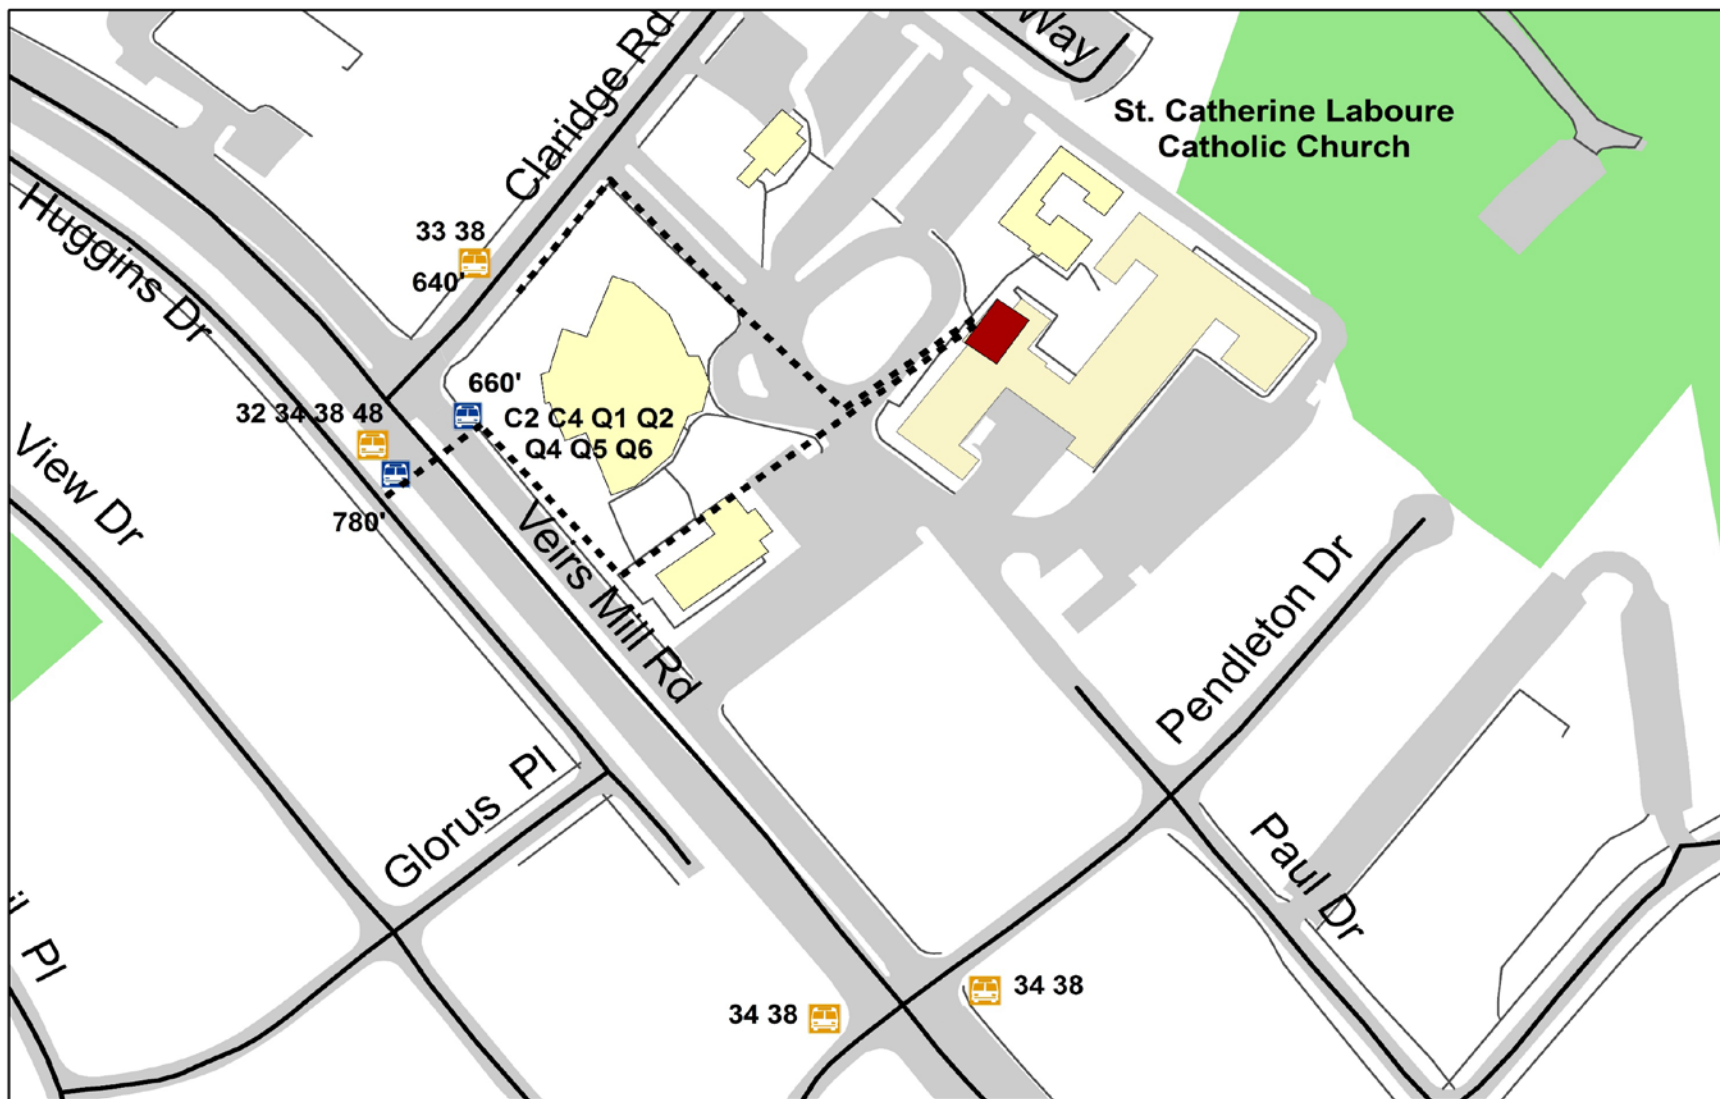 Way
Claridge Rd
St. Catherine Laboure
Catholic Church
Huggins Dr
33 38
640'
660'
32 34 38 48
C2 C4 Q1 Q2
Q4 Q5 Q6
View Dr
780'
Veirs Mill Rd
Pendleton Dr
Glorus Pl
Paul Dr
il Pl
34 38
34 38